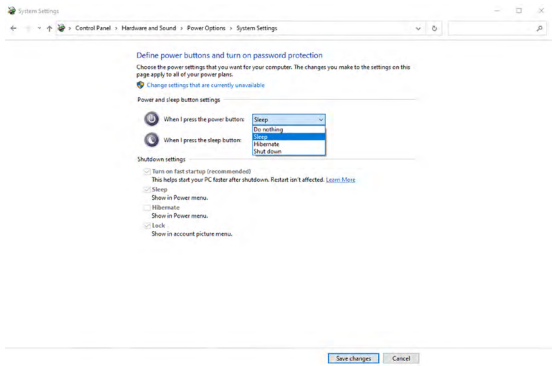 System Settings
Control Panel > Hardware and Sound > Power Options > System Settings
Define power buttons and turn on password protection
Choose the power settings that you want for your computer. The changes you make to the settings on this
page apply to all of your power plans.
Change settings that are currently unavailable
Power and sleep button settings
When I press the power button: Sleep
Do nothing
Sleep
Hibernate
Shut down
When I press the sleep button:
Shutdown settings
Turn on fast startup (recommended)
This helps start your PC faster after shutdown. Restart isn't affected. Learn More
Sleep
Show in Power menu.
Hibernate
Show in Power menu.
Lock
Show in account picture menu.
Save changes Cancel